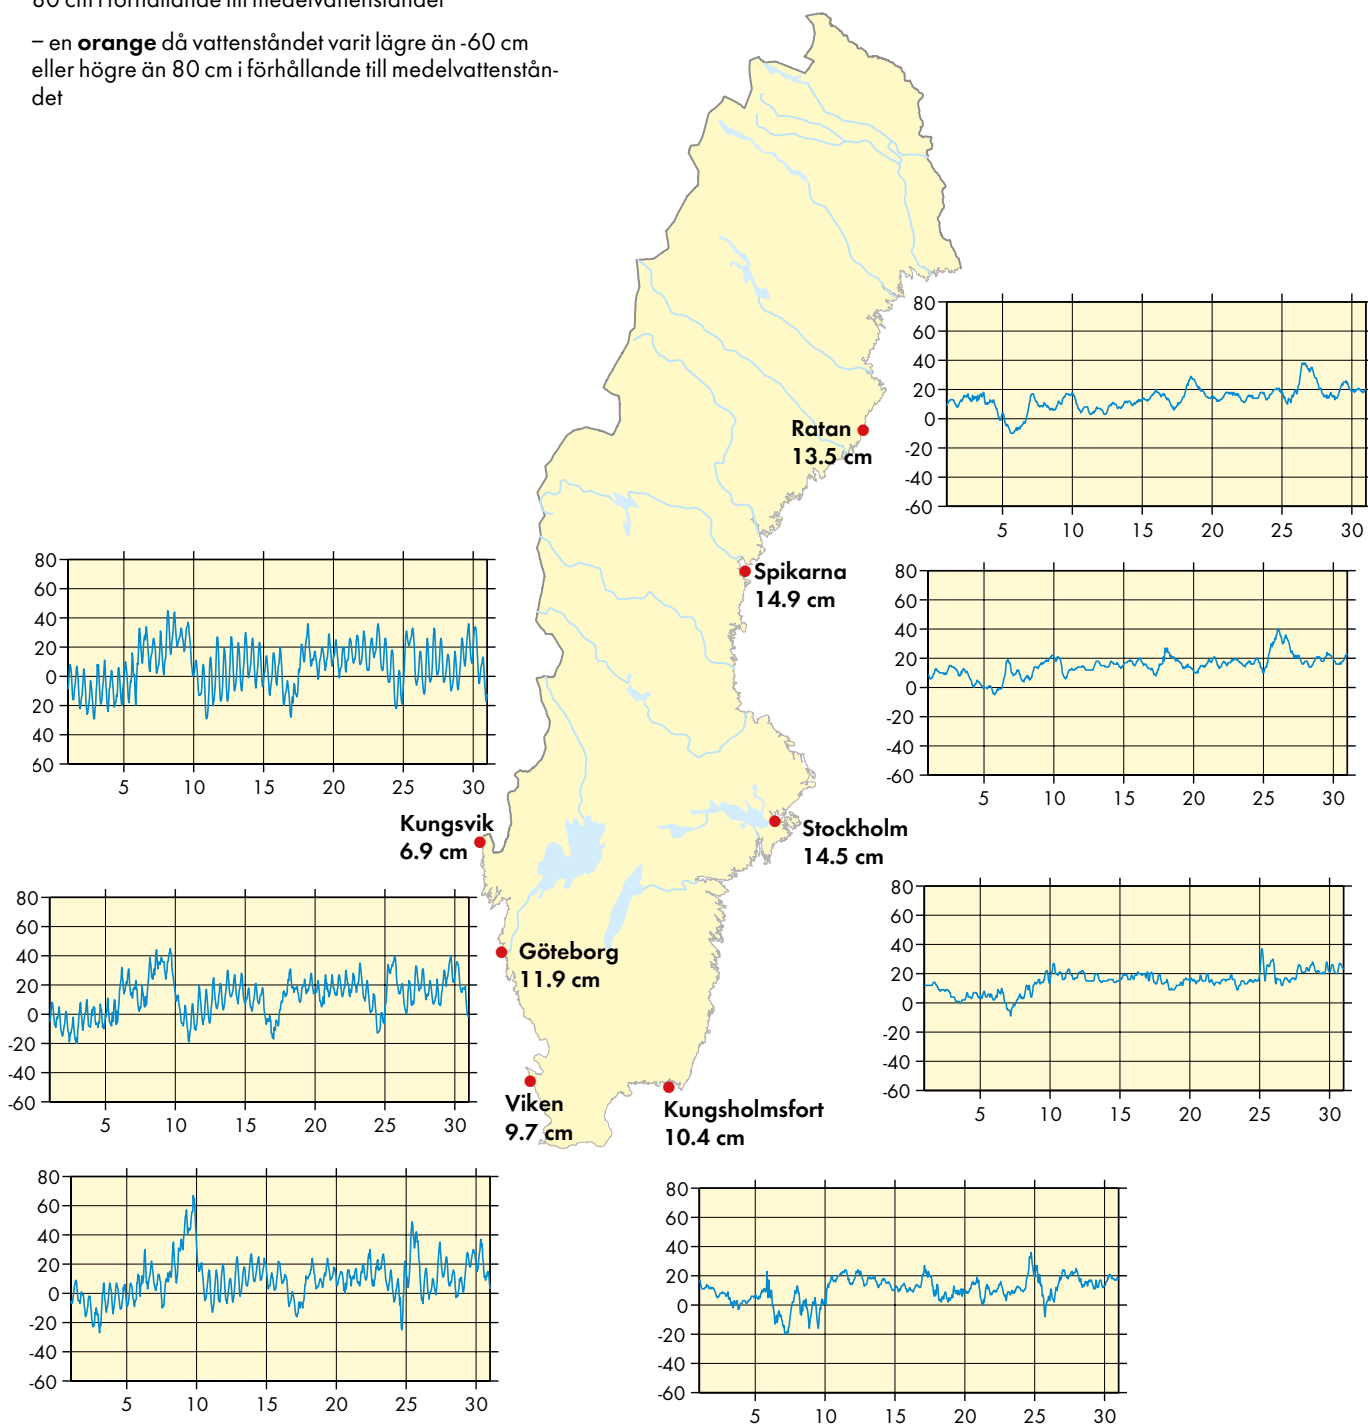 80 cm i förhållande till medelvattenståndet
– en orange då vattenståndet varit lägre än -60 cm
eller högre än 80 cm i förhållande till medelvattenstån-
det
80
60
40
20
0
-20
-40
-60
5 10 15 20 25 30
Ratan
13.5 cm
80
60
40
20
0
20
40
60
5 10 15 20 25 30
Spikarna
14.9 cm
80
60
40
20
0
-20
-40
-60
5 10 15 20 25 30
Kungsvik
6.9 cm
Stockholm
14.5 cm
80
60
40
20
0
-20
-40
-60
5 10 15 20 25 30
Göteborg
11.9 cm
80
60
40
20
0
-20
-40
-60
5 10 15 20 25 30
Viken
9.7 cm
Kungsholmsfort
10.4 cm
80
60
40
20
0
-20
-40
-60
5 10 15 20 25 30
80
60
40
20
0
-20
-40
-60
5 10 15 20 25 30